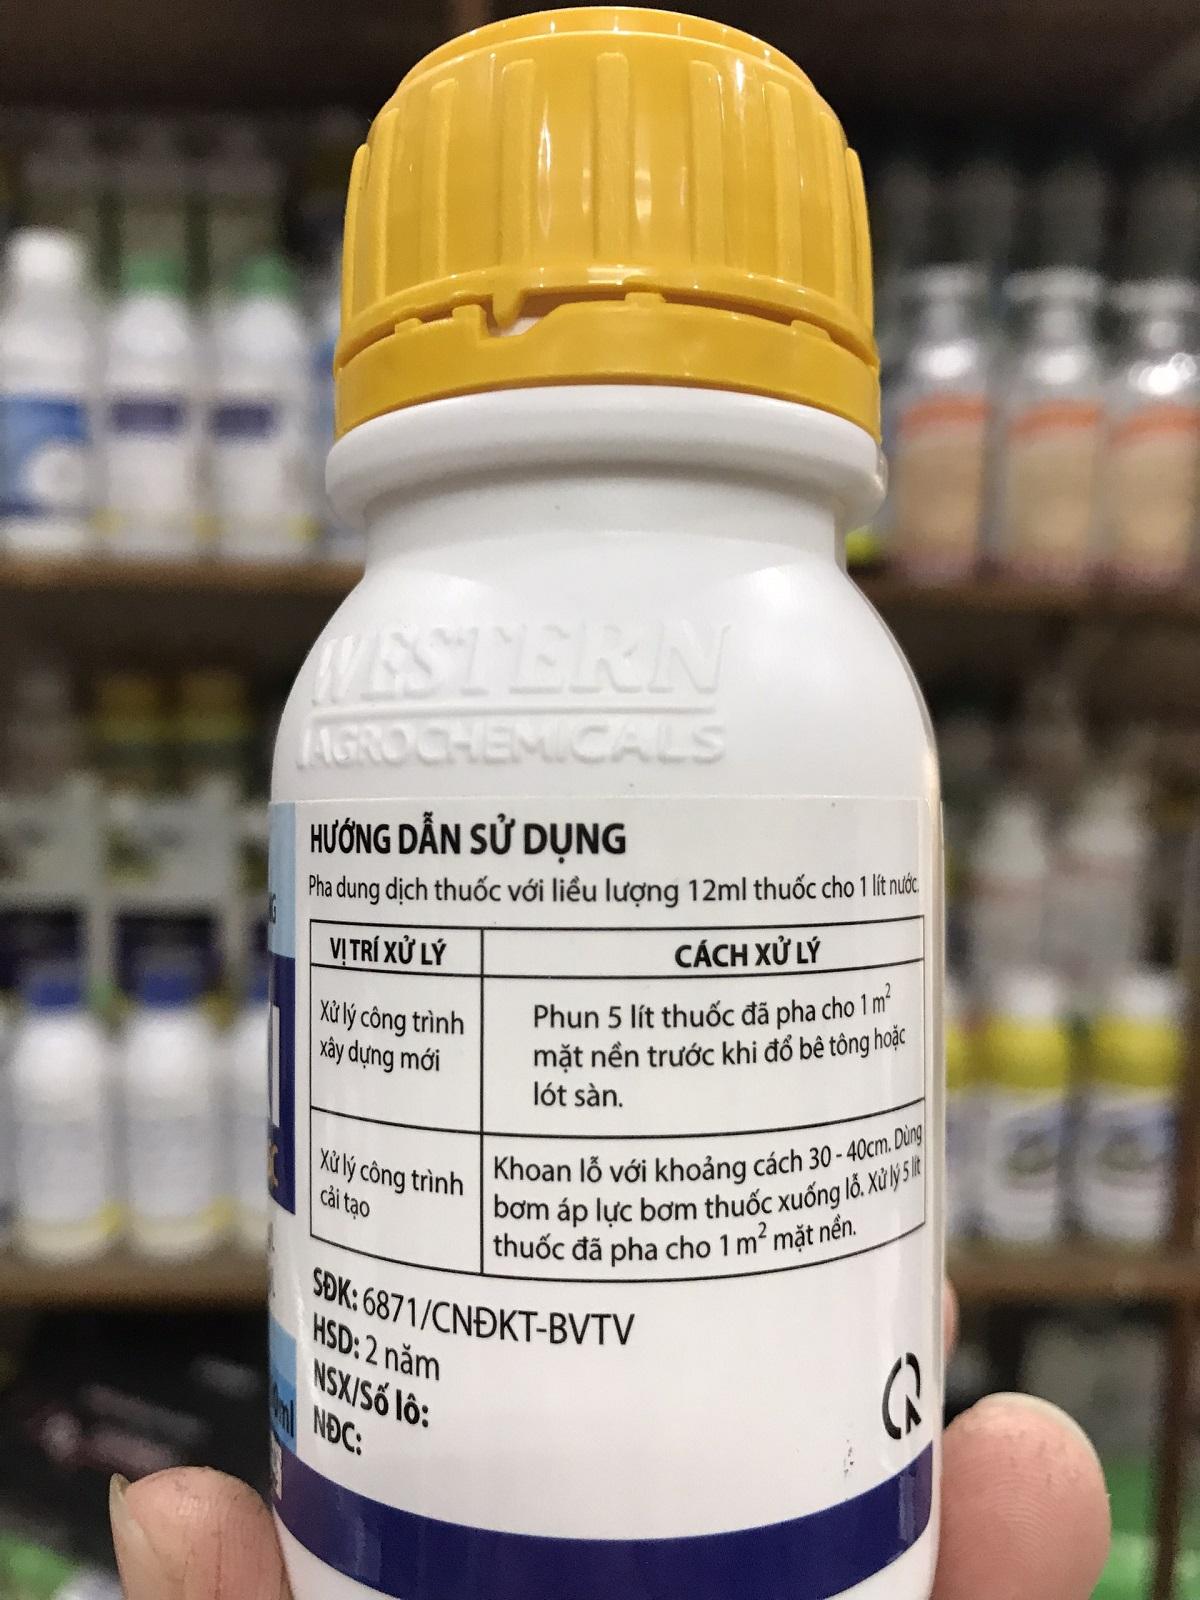 WESTERN
AGROCHEMICALS
HƯỚNG DẪN SỬ DỤNG
Pha dung dịch thuốc với liều lượng 12ml thuốc cho 1 lít nước.
VỊ TRÍ XỬ LÝ
CÁCH XỬ LÝ
Xử lý công trình
xây dựng mới
Phun 5 lít thuốc đã pha cho 1 m²
mặt nền trước khi đổ bê tông hoặc
lót sàn.
Xử lý công trình
cải tạo
Khoan lỗ với khoảng cách 30 - 40cm. Dùng
bơm áp lực bơm thuốc xuống lỗ. Xử lý 5 lít
thuốc đã pha cho 1 m² mặt nền.
SĐK: 6871/CNĐKT-BVTV
HSD: 2 năm
NSX/Số lô:
NĐC:
0ml